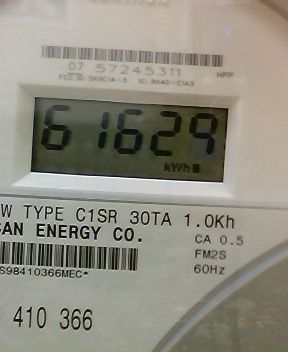 07 57245311
61629
kWh
W TYPE C1SR 30TA 1.0Kh
CAN ENERGY CO.
CA 0.5
FM2S
60Hz
S98410366MEC*
410 366